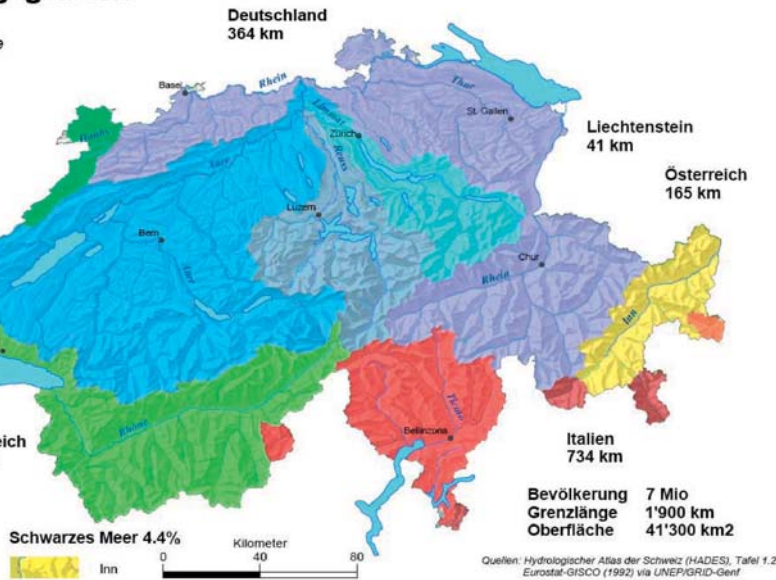 Deutschland
364 km
Rhein
Basel
Thur
St. Gallen
Doubs
Limmat
Zürich
Liechtenstein
41 km
Aare
Reuss
Österreich
165 km
Luzern
Bern
Chur
Aare
Rhein
Inn
Rhône
Ticino
Bellinzona
Italien
734 km
Bevölkerung 7 Mio
Grenzlänge 1'900 km
Oberfläche 41'300 km2
Schwarzes Meer 4.4%
Inn
Kilometer
0 40 80
Quellen: Hydrologischer Atlas der Schweiz (HADES), Tafel 1.2
Eurostat-GISCO (1992) via UNEP/GRID-Genf